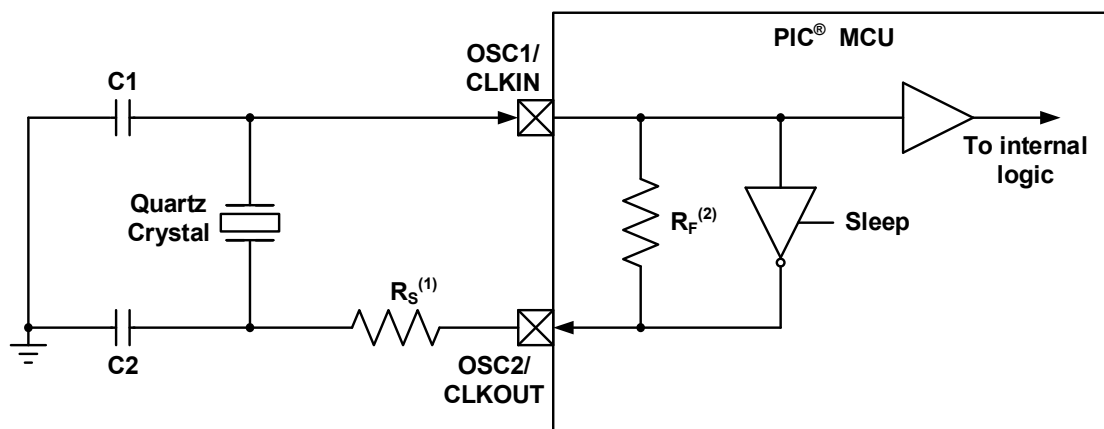 PIC® MCU
OSC1/
CLKIN
C1
To internal
logic
Quartz
Crystal
RF(2)
Sleep
RS(1)
C2
OSC2/
CLKOUT